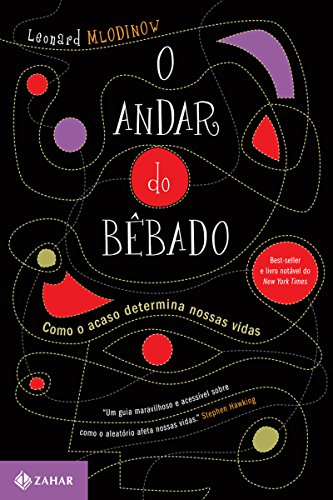 Leonard MLODINOW
O
ANDAR
do
BÊBADO
Best-seller
e livro notável do
New York Times
Como o acaso determina nossas vidas
"Um guia maravilhoso e acessível sobre
como o aleatório afeta nossas vidas." Stephen Hawking
ZAHAR